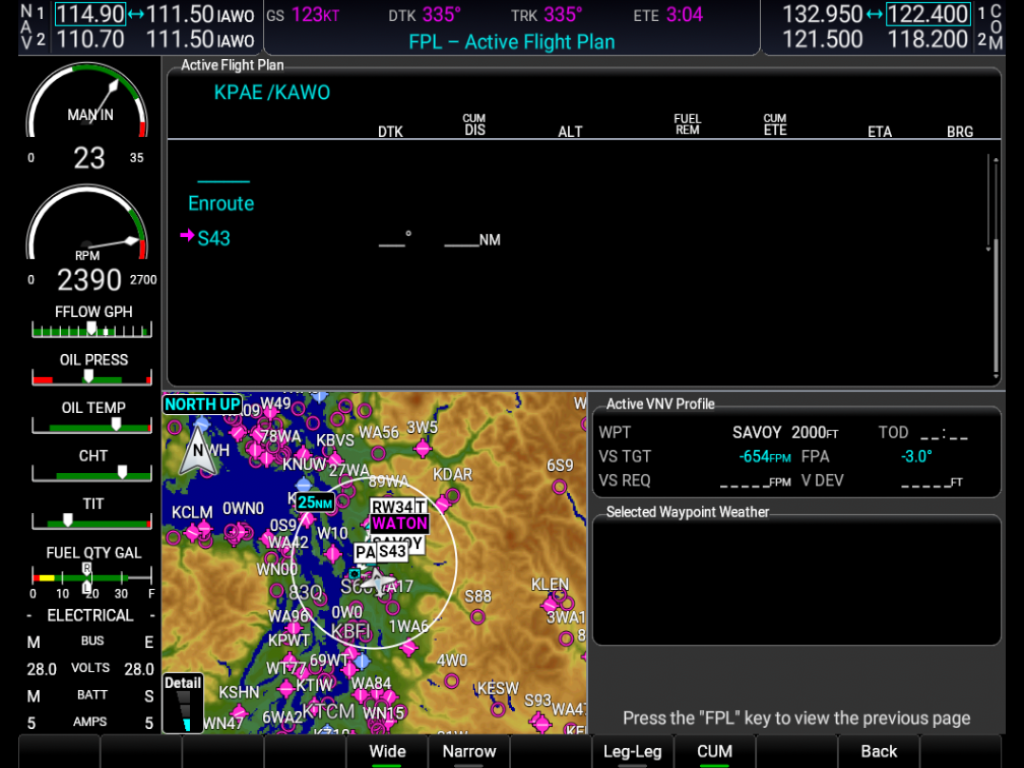 N 1 114.90↔111.50 IAWO
A
V 2 110.70 111.50 IAWO
GS 123KT DTK 335° TRK 335° ETE 3:04
FPL – Active Flight Plan
132.950↔122.400 1 C
O
121.500 118.200 2 M
MAN IN
0 23 35
RPM
0 2390 2700
FFLOW GPH
OIL PRESS
OIL TEMP
CHT
TIT
FUEL QTY GAL
R
L
0 10 20 30 F
- ELECTRICAL -
M BUS E
28.0 VOLTS 28.0
M BATT S
5 AMPS 5
Active Flight Plan
KPAE /KAWO
DTK CUM DIS ALT FUEL REM CUM ETE ETA BRG
______
Enroute
S43 ___° ____NM
NORTH UP
N
25NM
W49
78WA
KBVS
WA56
3W5
KNUW
27WA
89WA
KDAR
6S9
KCLM
0WN0
0S9
WA42
W10
RW34
WATON
SAVOY
S43
WN00
83Q
WA17
S88
KLEN
3WA1
WA96
0W0
KBFI
1WA6
KPWT
WT77
69WT
4W0
KTIW
WA84
KESW
KSHN
WN47
6WA2
KTCM
WN15
S93
Detail
Active VNV Profile
WPT SAVOY 2000FT TOD __:__
VS TGT -654FPM FPA -3.0°
VS REQ _____FPM V DEV _____FT
Selected Waypoint Weather
Press the "FPL" key to view the previous page
Wide Narrow Leg-Leg CUM Back